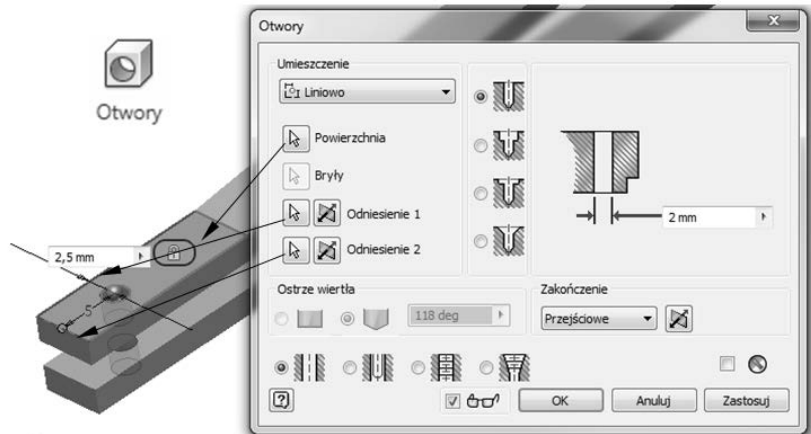 Otwory
Otwory
Umieszczenie
Liniowo
Powierzchnia
Bryły
Odniesienie 1
Odniesienie 2
2 mm
2,5 mm
5
Ostrze wiertła
118 deg
Zakończenie
Przejściowe
OK
Anuluj
Zastosuj